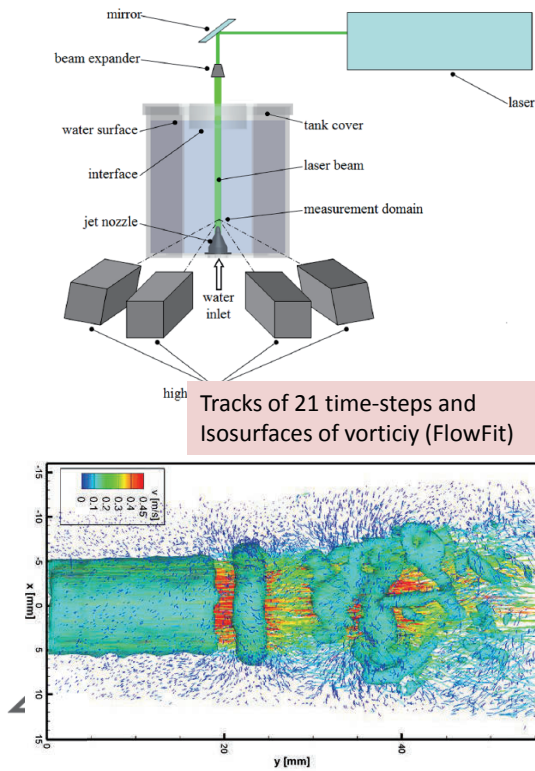 mirror
beam expander
laser
water surface
tank cover
interface
laser beam
measurement domain
jet nozzle
water
inlet
high
Tracks of 21 time-steps and
Isosurfaces of vorticiy (FlowFit)
v [m/s]
0 0.1 0.2 0.3 0.4 0.45
-15
-10
-5
0
5
10
15
x [mm]
0 20 40
y [mm]